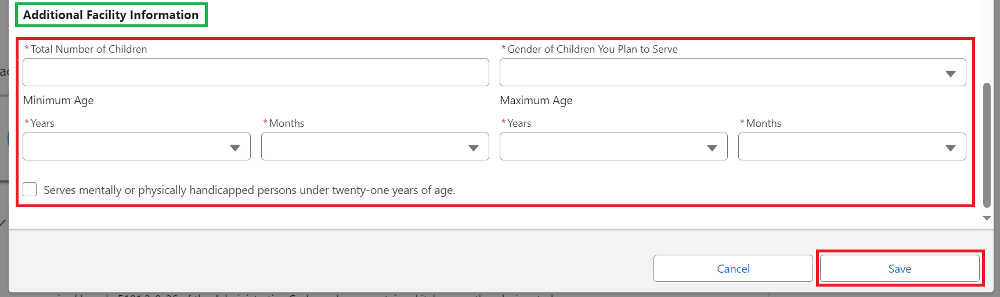 Additional Facility Information
*Total Number of Children
*Gender of Children You Plan to Serve
Minimum Age
Maximum Age
*Years
*Months
*Years
*Months
Serves mentally or physically handicapped persons under twenty-one years of age.
Cancel
Save